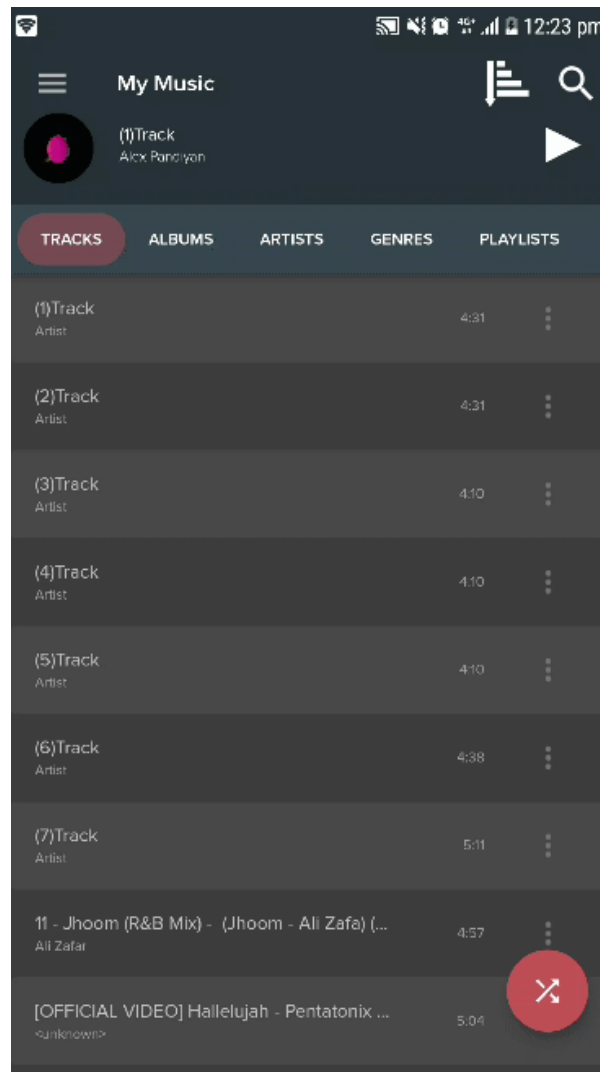 4G+ 12:23 pm
My Music
(1)Track
Alex Pandiyan
TRACKS ALBUMS ARTISTS GENRES PLAYLISTS
(1)Track
Artist
4:31
(2)Track
Artist
4:31
(3)Track
Artist
4:10
(4)Track
Artist
4:10
(5)Track
Artist
4:10
(6)Track
Artist
4:38
(7)Track
Artist
5:11
11 - Jhoom (R&B Mix) - (Jhoom - Ali Zafa) (...
Ali Zafar
4:57
[OFFICIAL VIDEO] Hallelujah - Pentatonix ...
<unknown>
5:04